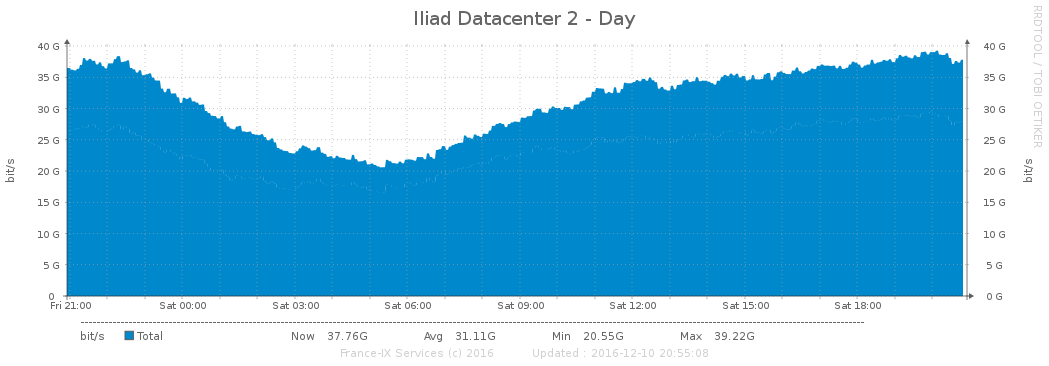 Iliad Datacenter 2 - Day
RRDTOOL / TOBI OETIKER
bit/s
40 G 40 G
35 G 35 G
30 G 30 G
25 G 25 G
20 G 20 G
15 G 15 G
10 G 10 G
5 G 5 G
0 0 G
bit/s
Fri 21:00 Sat 00:00 Sat 03:00 Sat 06:00 Sat 09:00 Sat 12:00 Sat 15:00 Sat 18:00
bit/s Total Now 37.76G Avg 31.11G Min 20.55G Max 39.22G
France-IX Services (c) 2016 Updated : 2016-12-10 20:55:08